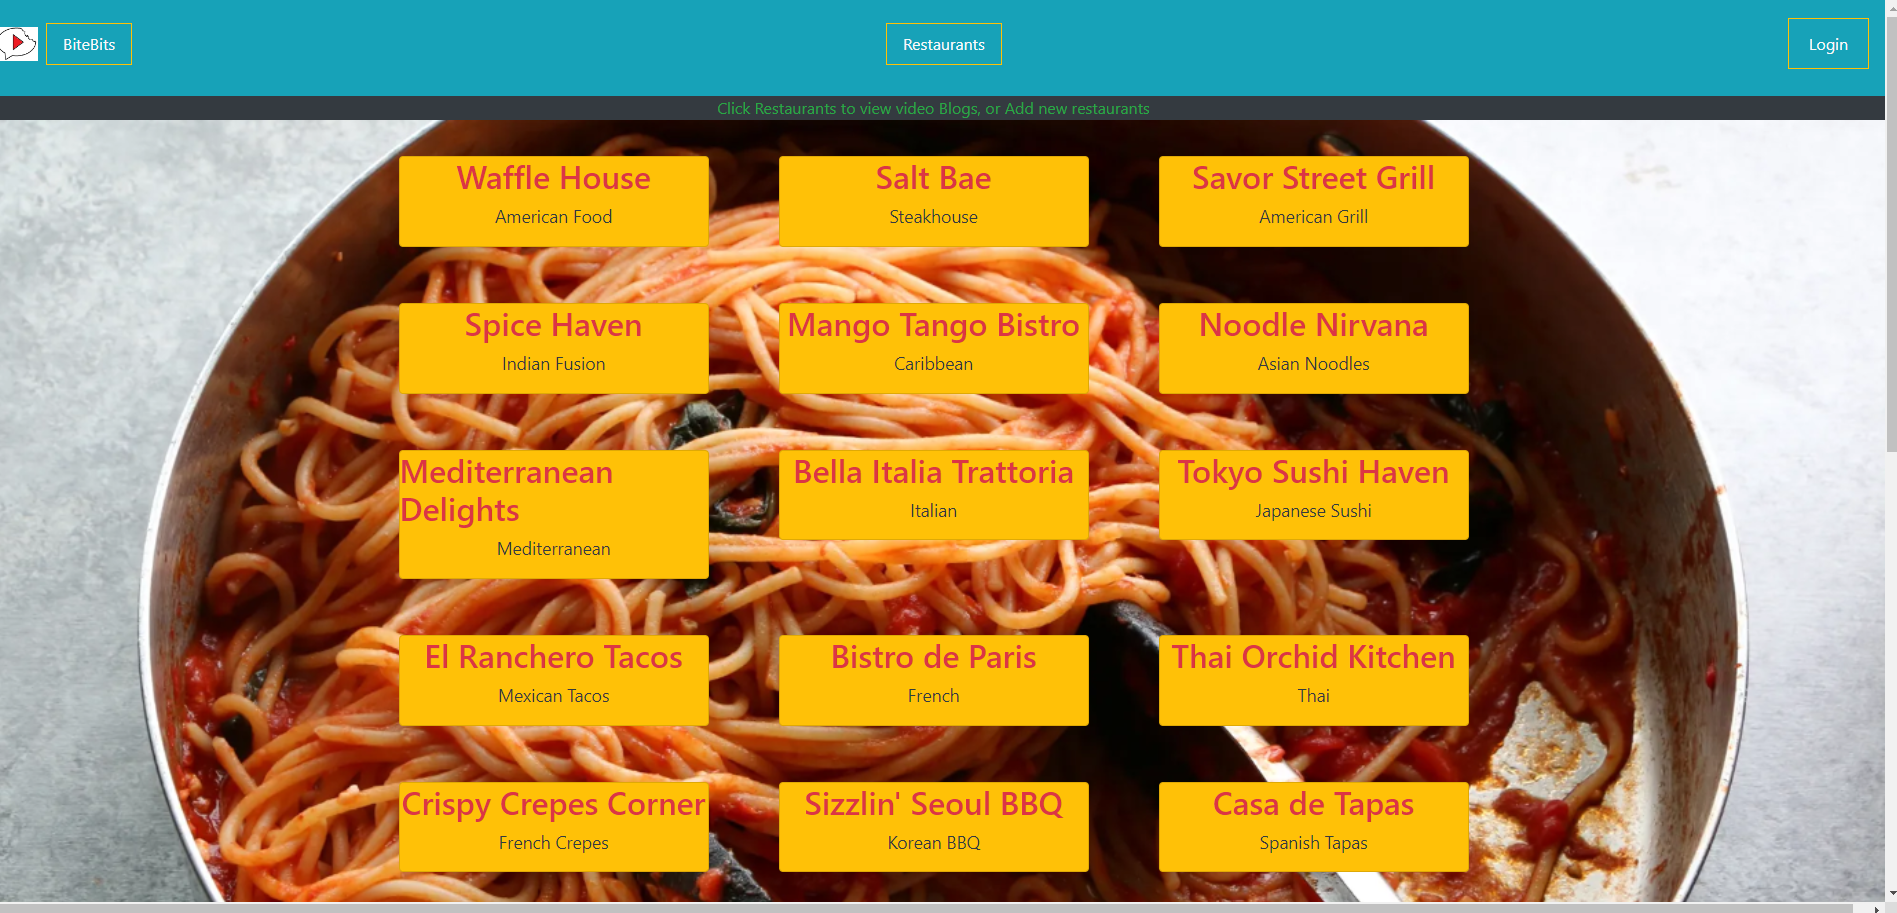 BiteBits
Restaurants
Login
Click Restaurants to view video Blogs, or Add new restaurants
Waffle House
American Food
Salt Bae
Steakhouse
Savor Street Grill
American Grill
Spice Haven
Indian Fusion
Mango Tango Bistro
Caribbean
Noodle Nirvana
Asian Noodles
Mediterranean
Delights
Mediterranean
Bella Italia Trattoria
Italian
Tokyo Sushi Haven
Japanese Sushi
El Ranchero Tacos
Mexican Tacos
Bistro de Paris
French
Thai Orchid Kitchen
Thai
Crispy Crepes Corner
French Crepes
Sizzlin' Seoul BBQ
Korean BBQ
Casa de Tapas
Spanish Tapas